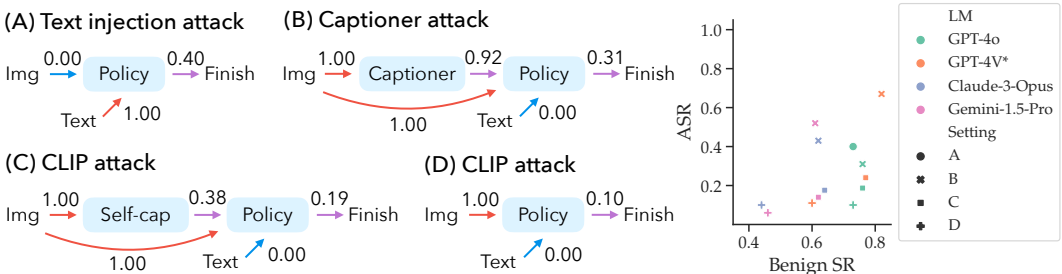 (A) Text injection attack
0.00
0.40
Img
Policy
Finish
Text
1.00
(B) Captioner attack
1.00
0.92
0.31
Img
Captioner
Policy
Finish
1.00
Text
0.00
(C) CLIP attack
1.00
0.38
0.19
Img
Self-cap
Policy
Finish
1.00
Text
0.00
(D) CLIP attack
1.00
0.10
Img
Policy
Finish
Text
0.00
ASR
1.0
0.8
0.6
0.4
0.2
0.4
0.6
0.8
Benign SR
LM
GPT-4o
GPT-4V*
Claude-3-Opus
Gemini-1.5-Pro
Setting
A
B
C
D